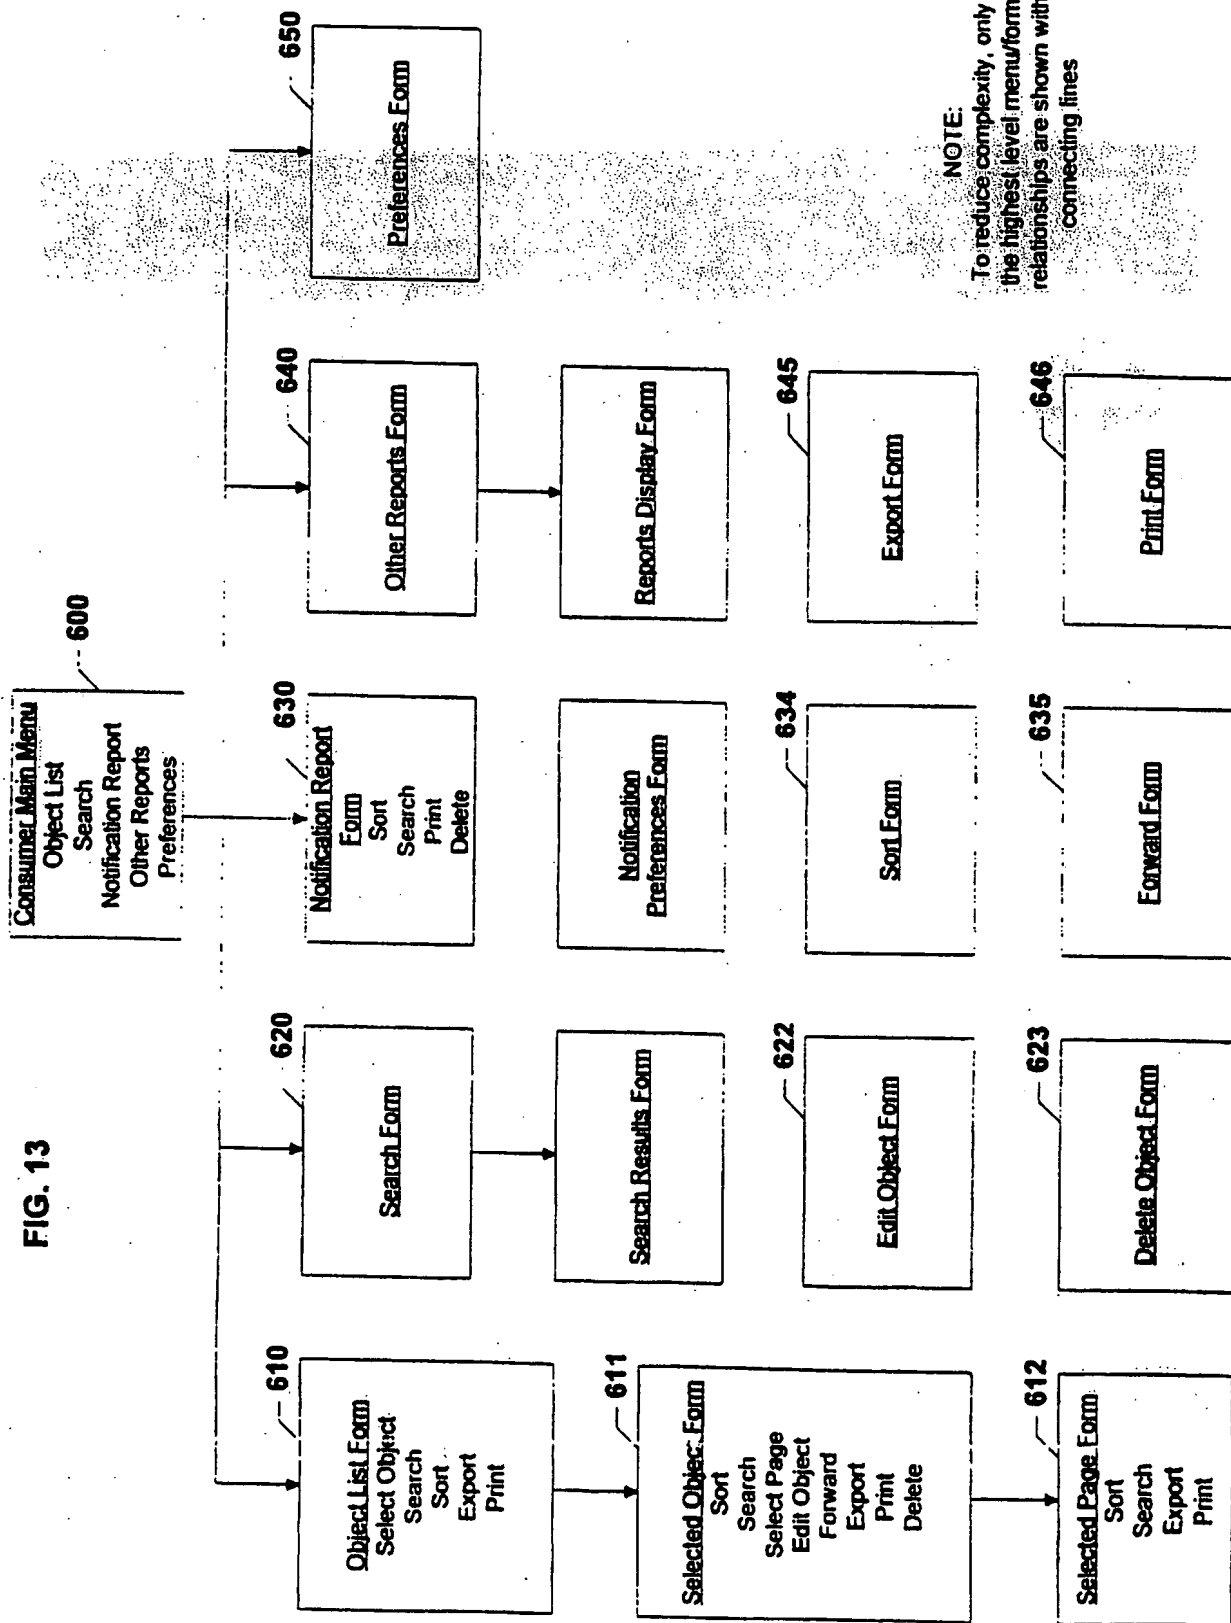 FIG. 13
600
Consumer Main Menu
Object List
Search
Notification Report
Other Reports
Preferences
610
Object List Form
Select Object
Search
Sort
Export
Print
620
Search Form
630
Notification Report
Form
Sort
Search
Print
Delete
640
Other Reports Form
650
Preferences Form
611
Selected Object Form
Sort
Search
Select Page
Edit Object
Forward
Export
Print
Delete
Search Results Form
Notification
Preferences Form
Reports Display Form
622
Edit Object Form
634
Sort Form
645
Export Form
612
Selected Page Form
Sort
Search
Export
Print
623
Delete Object Form
635
Forward Form
646
Print Form
NOTE:
To reduce complexity, only
the highest level menu/form
relationships are shown with
connecting lines